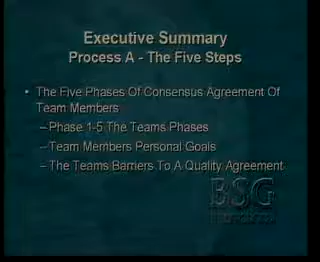 Executive Summary
Process A - The Five Steps
• The Five Phases Of Consensus Agreement Of
Team Members
–Phase 1-5 The Teams Phases
–Team Members Personal Goals
–The Teams Barriers To A Quality Agreement
BSG